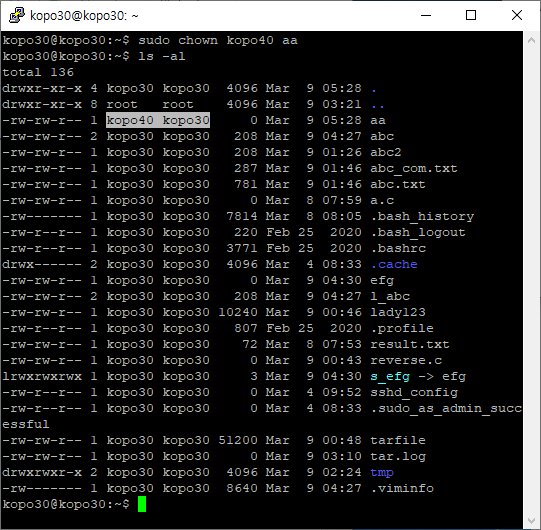 kopo30@kopo30: ~
kopo30@kopo30:~$ sudo chown kopo40 aa
kopo30@kopo30:~$ ls -al
total 136
drwxr-xr-x 4 kopo30 kopo30  4096 Mar  9 05:28 .
drwxr-xr-x 8 root   root    4096 Mar  9 03:21 ..
-rw-rw-r-- 1 kopo40 kopo30     0 Mar  9 05:28 aa
-rw-rw-r-- 2 kopo30 kopo30   208 Mar  9 04:27 abc
-rw-rw-r-- 1 kopo30 kopo30   208 Mar  9 01:26 abc2
-rw-rw-r-- 1 kopo30 kopo30   287 Mar  9 01:46 abc_com.txt
-rw-rw-r-- 1 kopo30 kopo30   781 Mar  9 01:46 abc.txt
-rw-rw-r-- 1 kopo30 kopo30     0 Mar  8 07:59 a.c
-rw------- 1 kopo30 kopo30  7814 Mar  8 08:05 .bash_history
-rw-r--r-- 1 kopo30 kopo30   220 Feb 25  2020 .bash_logout
-rw-r--r-- 1 kopo30 kopo30  3771 Feb 25  2020 .bashrc
drwx------ 2 kopo30 kopo30  4096 Mar  4 08:33 .cache
-rw-rw-r-- 1 kopo30 kopo30     0 Mar  9 04:30 efg
-rw-rw-r-- 2 kopo30 kopo30   208 Mar  9 04:27 l_abc
-rw-rw-r-- 1 kopo30 kopo30 10240 Mar  9 00:46 lady123
-rw-r--r-- 1 kopo30 kopo30   807 Feb 25  2020 .profile
-rw-rw-r-- 1 kopo30 kopo30    72 Mar  8 07:53 result.txt
-rw-rw-r-- 1 kopo30 kopo30     0 Mar  9 00:43 reverse.c
lrwxrwxrwx 1 kopo30 kopo30     3 Mar  9 04:30 s_efg -> efg
-rw-r--r-- 1 kopo30 kopo30     0 Mar  4 09:52 sshd_config
-rw-r--r-- 1 kopo30 kopo30     0 Mar  4 08:33 .sudo_as_admin_succ
essful
-rw-rw-r-- 1 kopo30 kopo30 51200 Mar  9 00:48 tarfile
-rw-rw-r-- 1 kopo30 kopo30     0 Mar  9 03:10 tar.log
drwxrwxr-x 2 kopo30 kopo30  4096 Mar  9 02:24 tmp
-rw------- 1 kopo30 kopo30  8640 Mar  9 04:27 .viminfo
kopo30@kopo30:~$